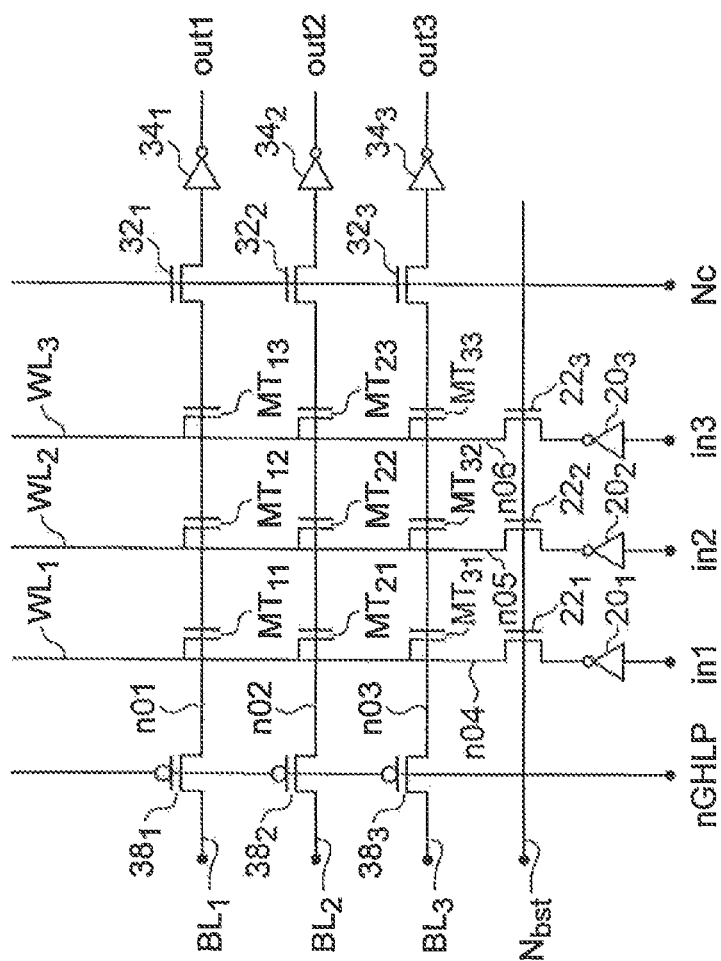 WL₁ WL₂ WL₃
32₁ 34₁ out1
38₁ n01 MT₁₁ MT₁₂ MT₁₃
BL₁
32₂ 34₂ out2
38₂ n02 MT₂₁ MT₂₂ MT₂₃
BL₂
32₃ 34₃ out3
38₃ n03 MT₃₁ MT₃₂ MT₃₃
BL₃
n04 n05 n06
22₁ 22₂ 22₃
Nbst
20₁ 20₂ 20₃
nGHLP in1 in2 in3 Nc